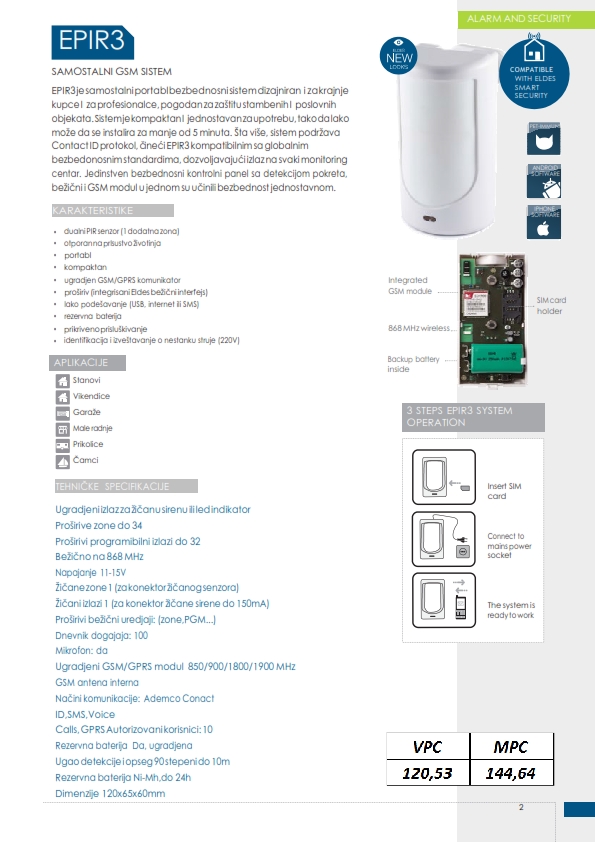 ALARM AND SECURITY
EPIR3
SAMOSTALNI GSM SISTEM
EPIR3 je samostalni portabl bezbednosni sistem dizajniran i za krajnje
kupce I za profesionalce, pogodan za zaštitu stambenih I poslovnih
objekata. Sistem je kompaktan I jednostavan za upotrebu, tako da lako
može da se instalira za manje od 5 minuta. Šta više, sistem podržava
Contact ID protokol, čineći EPIR3 kompatibilnim sa globalnim
bezbedonosnim standardima, dozvoljavajući izlaz na svaki monitoring
centar. Jedinstven bezbednosni kontrolni panel sa detekcijom pokreta,
bežični i GSM modul u jednom su učinili bezbednost jednostavnom.
ELDES
NEW
LOOKS
COMPATIBLE
WITH ELDES
SMART
SECURITY
PET IMMUNITY
ANDROID
SOFTWARE
IPHONE
SOFTWARE
KARAKTERISTIKE
• dualni PIR senzor (1 dodatna zona)
• otporan na prisustvo životinja
• portabl
• kompaktan
• ugradjen GSM/GPRS komunikator
• proširiv (integrisani Eldes bežični interfejs)
• lako podešavanje (USB, internet ili SMS)
• rezervna baterija
• prikriveno prisluškivanje
• identifikacija i izveštavanje o nestanku struje (220V)
Integrated
GSM module
SIM card
holder
868 MHz wireless
Backup battery
inside
APLIKACIJE
Stanovi
Vikendice
Garaže
Male radnje
Prikolice
Čamci
3 STEPS EPIR3 SYSTEM
OPERATION
Insert SIM
card
Connect to
mains power
socket
The system is
ready to work
TEHNIČKE SPECIFIKACIJE
Ugradjeni izlaz za žičanu sirenu ili led indikator
Proširive zone do 34
Proširivi programibilni izlazi do 32
Bežično na 868 MHz
Napajanje 11-15V
Žičane zone 1 (za konektor žičanog senzora)
Žičani izlazi 1 (za konektor žičane sirene do 150mA)
Proširivi bežični uredjaji: (zone,PGM...)
Dnevnik dogajaja: 100
Mikrofon: da
Ugradjeni GSM/GPRS modul 850/900/1800/1900 MHz
GSM antena interna
Načini komunikacije: Ademco Conact
ID,SMS,Voice
Calls, GPRS Autorizovani korisnici: 10
Rezervna baterija Da, ugradjena
Ugao detekcije i opseg 90 stepeni do 10m
Rezervna baterija Ni-Mh,do 24h
Dimenzije 120x65x60mm
VPC MPC
120,53 144,64
2